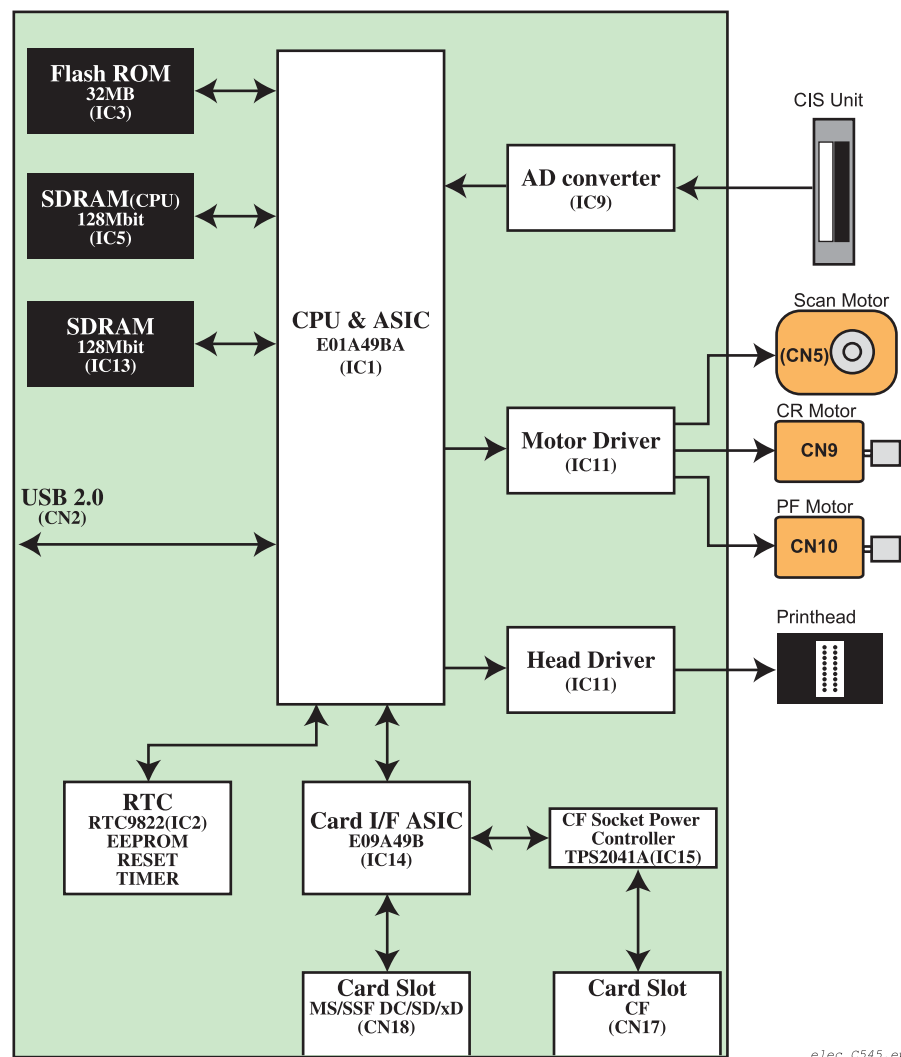 Flash ROM
32MB
(IC3)
SDRAM(CPU)
128Mbit
(IC5)
SDRAM
128Mbit
(IC13)
USB 2.0
(CN2)
CPU & ASIC
E01A49BA
(IC1)
AD converter
(IC9)
CIS Unit
Scan Motor
(CN5)
Motor Driver
(IC11)
CR Motor
CN9
PF Motor
CN10
Head Driver
(IC11)
Printhead
RTC
RTC9822(IC2)
EEPROM
RESET
TIMER
Card I/F ASIC
E09A49B
(IC14)
CF Socket Power
Controller
TPS2041A(IC15)
Card Slot
MS/SSF DC/SD/xD
(CN18)
Card Slot
CF
(CN17)